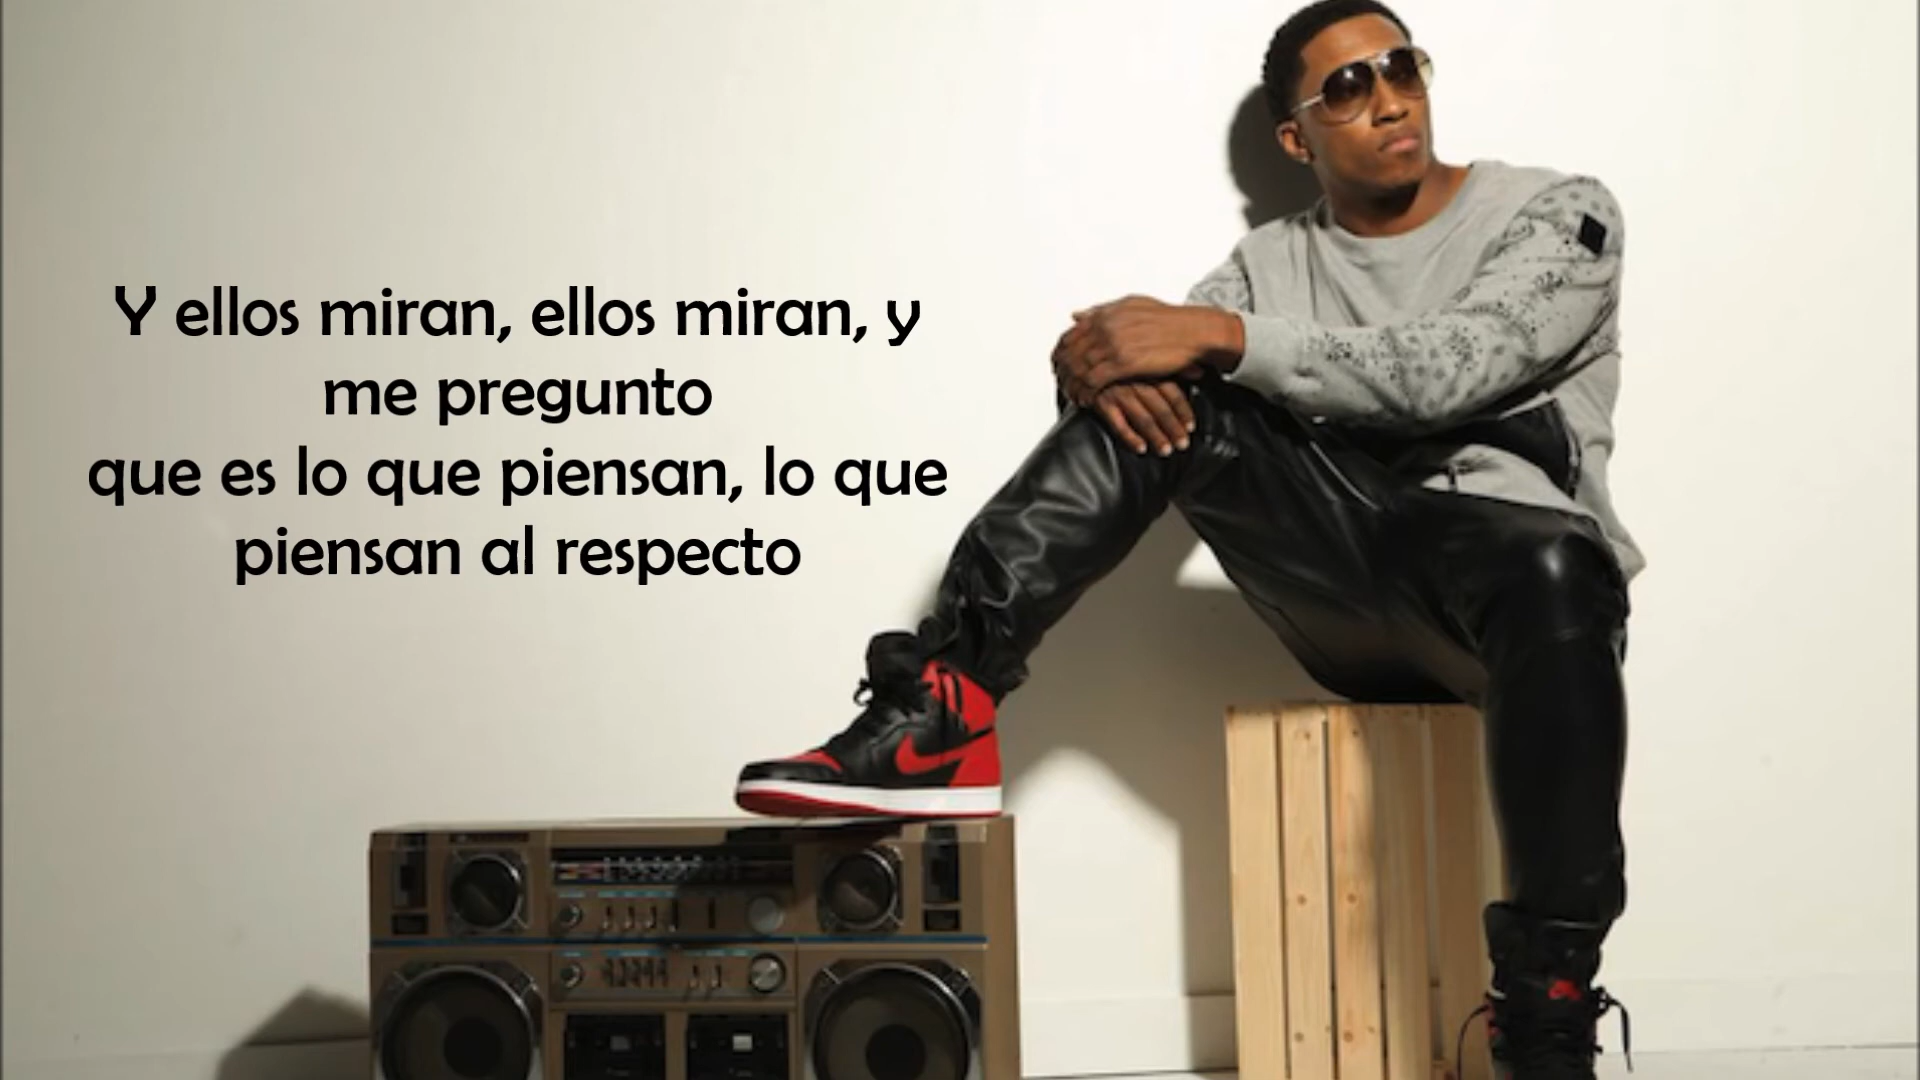 Y ellos miran, ellos miran, y
me pregunto
que es lo que piensan, lo que
piensan al respecto